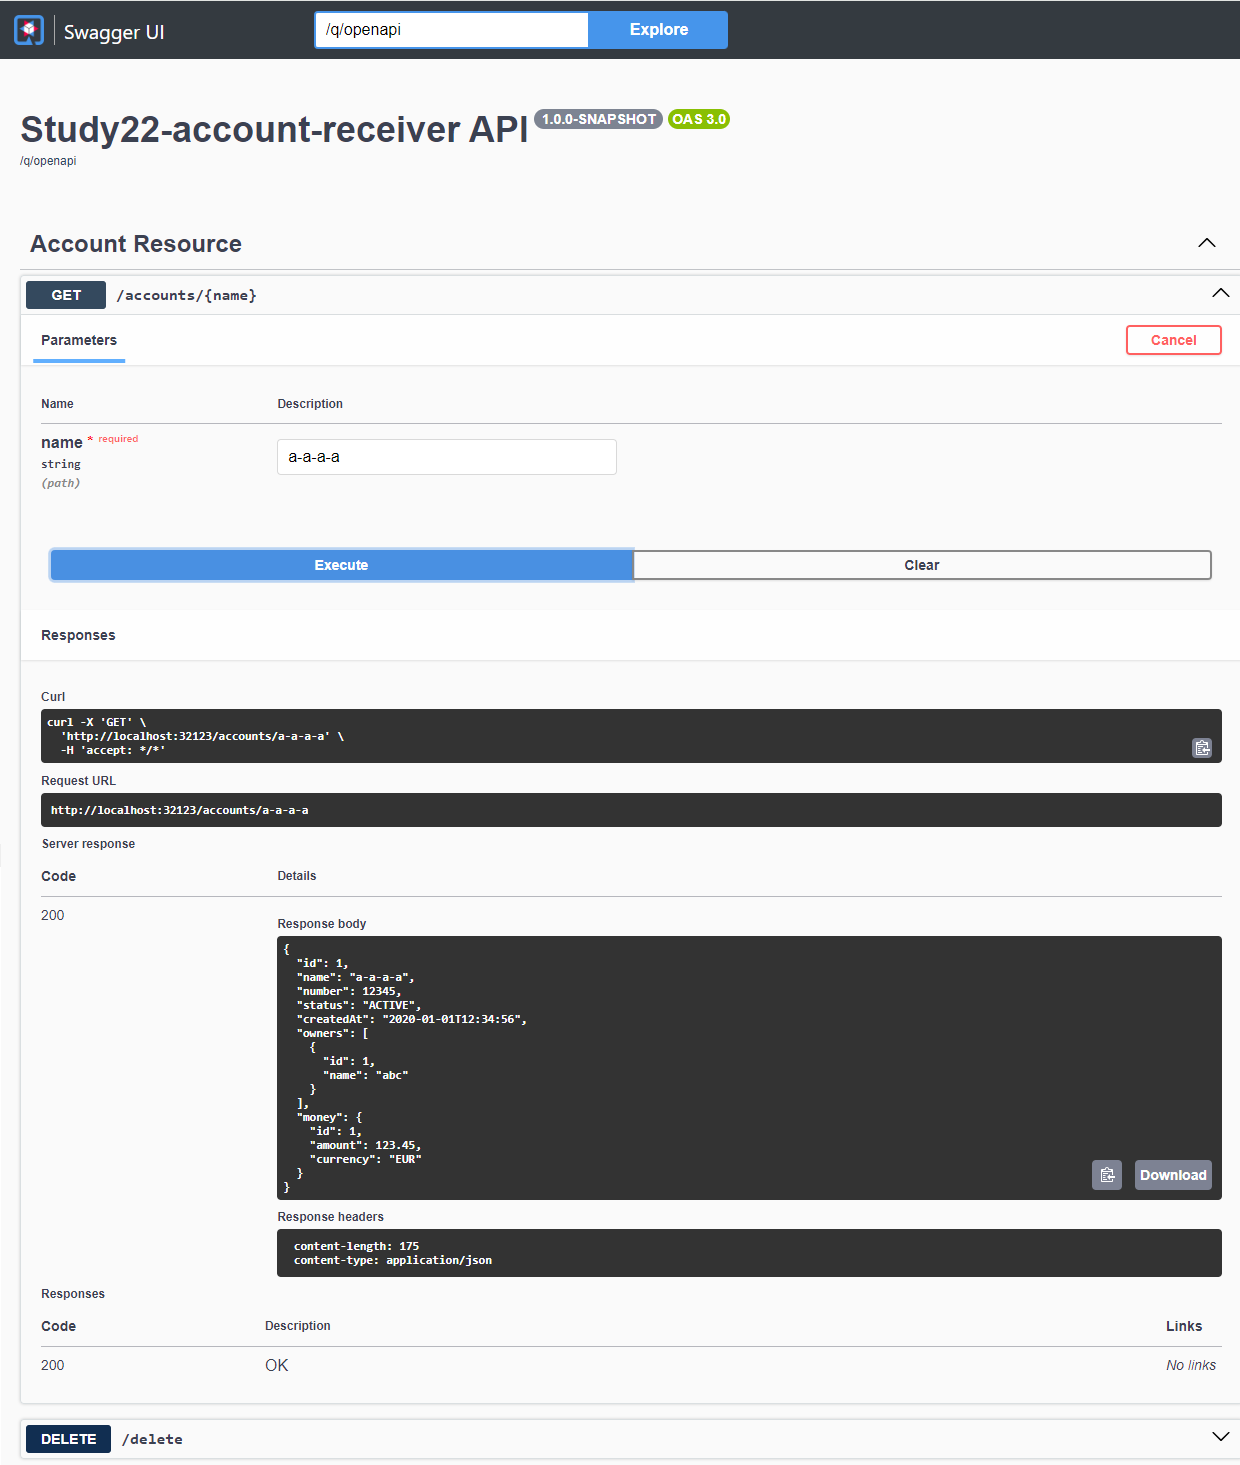 Swagger UI
/q/openapi
Explore
Study22-account-receiver API
1.0.0-SNAPSHOT
OAS 3.0
/q/openapi
Account Resource
GET
/accounts/{name}
Parameters
Cancel
Name
Description
name * required
string
(path)
a-a-a-a
Execute
Clear
Responses
Curl
curl -X 'GET' \
  'http://localhost:32123/accounts/a-a-a-a' \
  -H 'accept: */*'
Request URL
http://localhost:32123/accounts/a-a-a-a
Server response
Code
Details
200
Response body
{
  "id": 1,
  "name": "a-a-a-a",
  "number": 12345,
  "status": "ACTIVE",
  "createdAt": "2020-01-01T12:34:56",
  "owners": [
    {
      "id": 1,
      "name": "abc"
    }
  ],
  "money": {
    "id": 1,
    "amount": 123.45,
    "currency": "EUR"
  }
}
Download
Response headers
content-length: 175
content-type: application/json
Responses
Code
Description
Links
200
OK
No links
DELETE
/delete